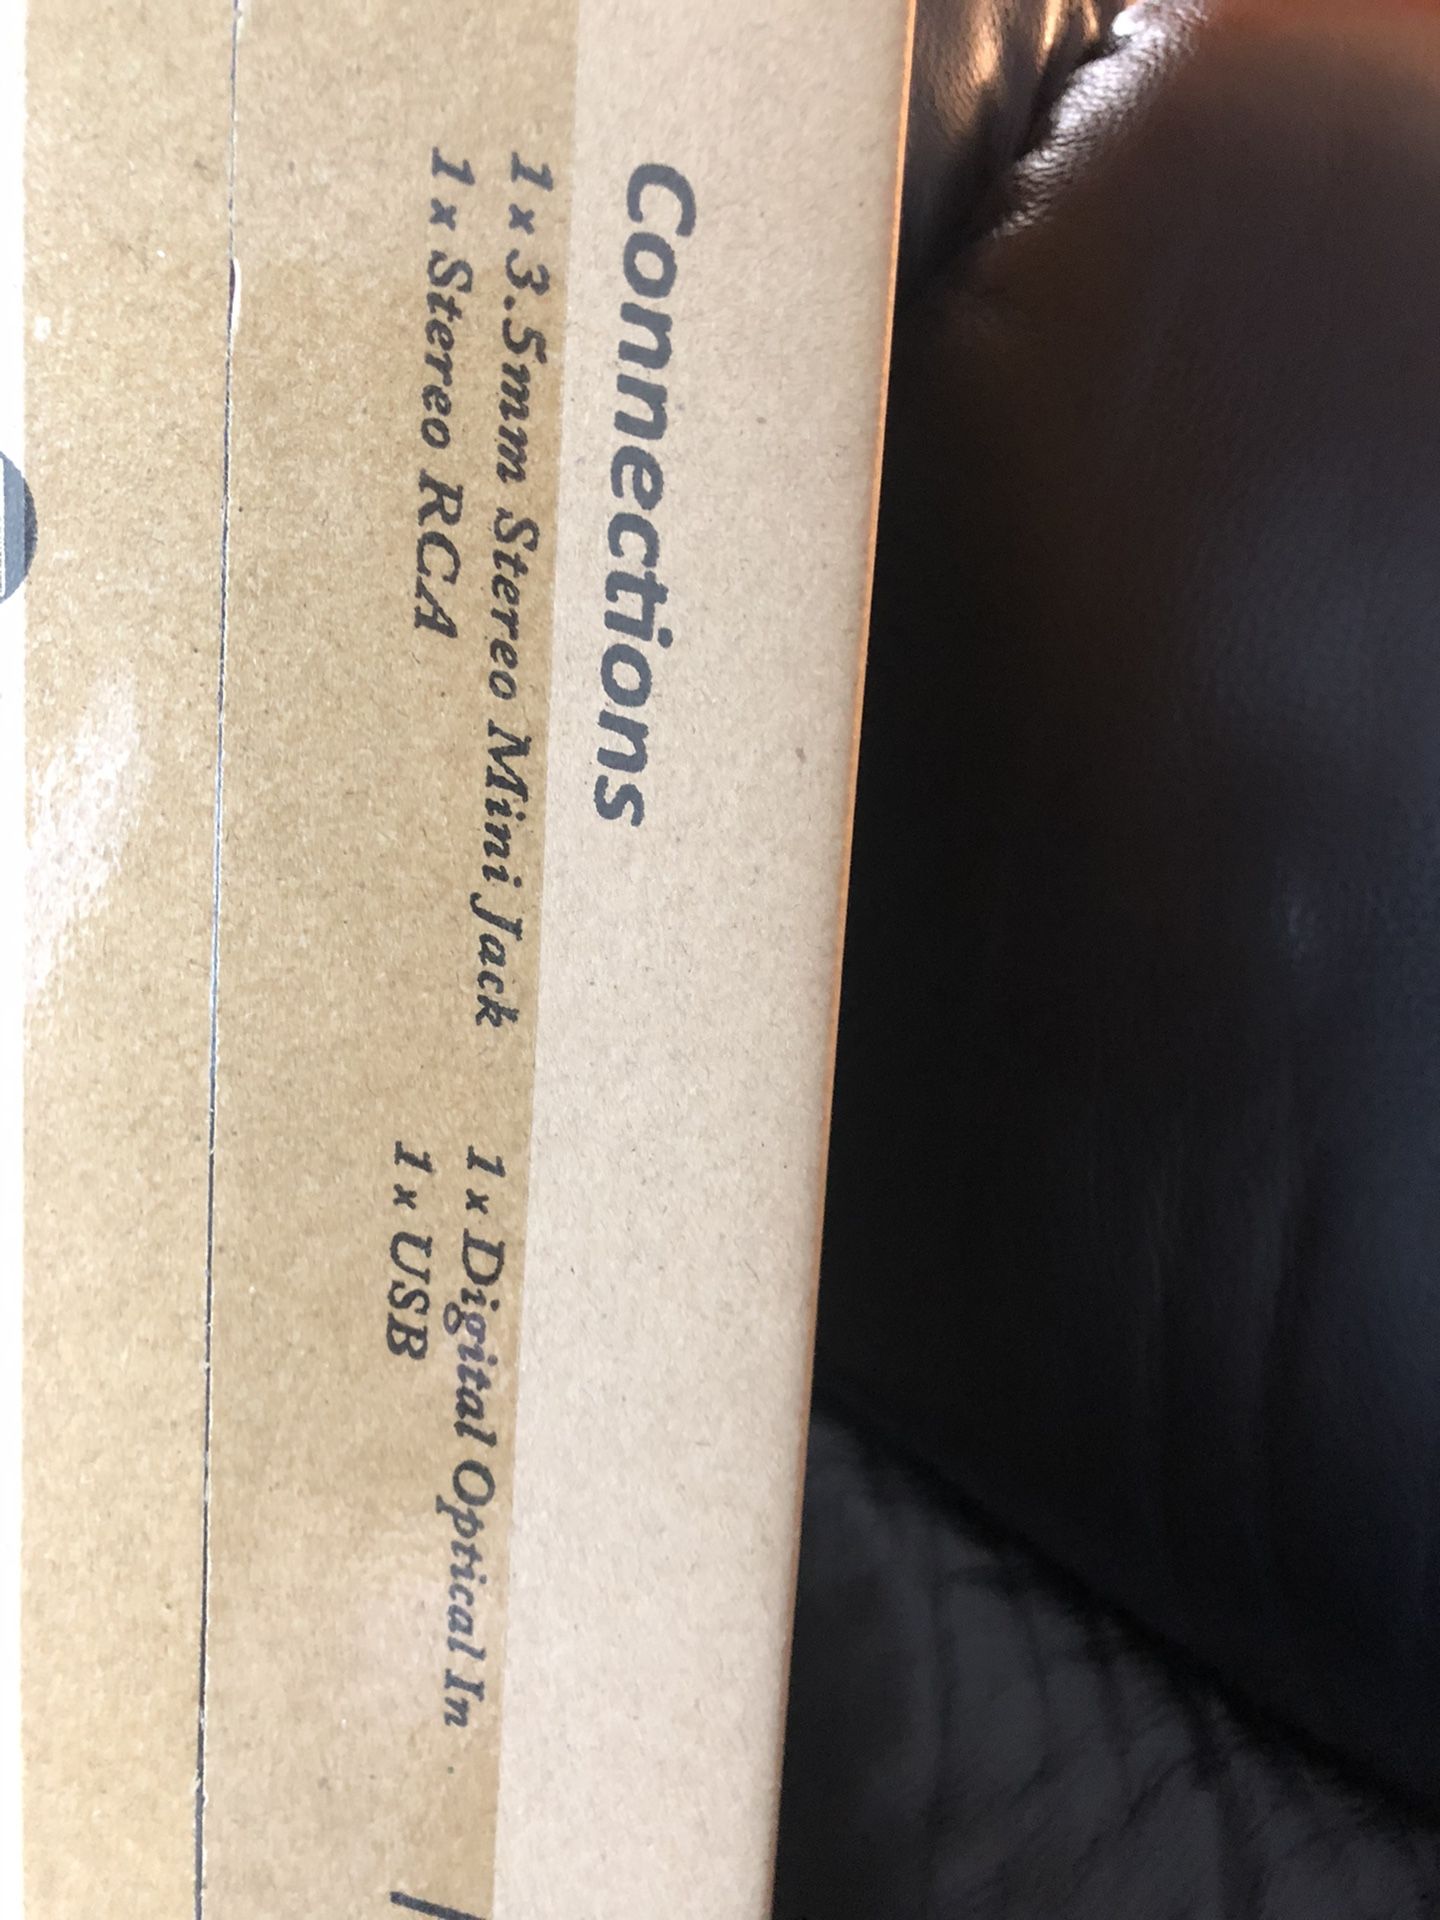 Connections
1 x 3.5mm Stereo Mini Jack
1 x Stereo RCA
1 x Digital Optical In
1 x USB